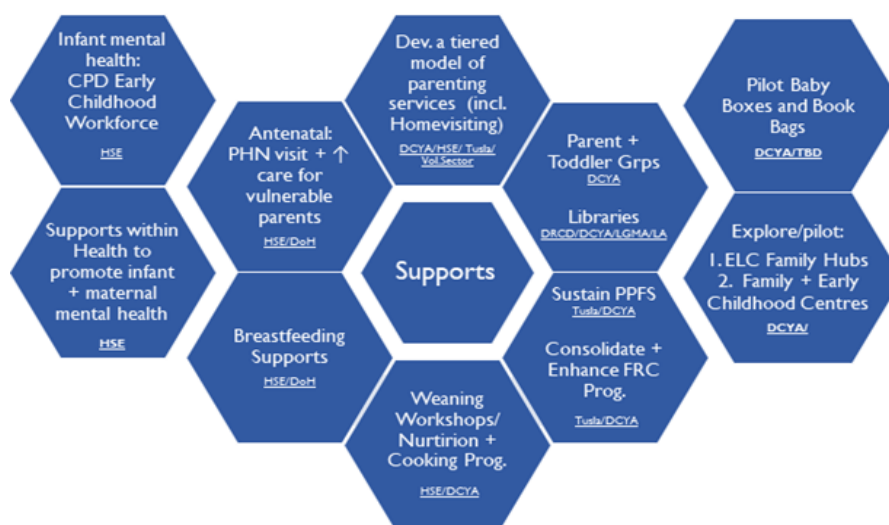 Infant mental
health:
CPD Early
Childhood
Workforce
HSE
Supports within
Health to
promote infant
+ maternal
mental health
HSE
Antenatal:
PHN visit + ↑
care for
vulnerable
parents
HSE/DoH
Breastfeeding
Supports
HSE/DoH
Dev. a tiered
model of
parenting
services (incl.
Homevisiting)
DCYA/HSE/ Tusla/
Vol.Sector
Supports
Weaning
Workshops/
Nurtirion +
Cooking Prog.
HSE/DCYA
Parent +
Toddler Grps
DCYA
Libraries
DRCD/DCYA/LGMA/LA
Sustain PPFS
Tusla/DCYA
Consolidate +
Enhance FRC
Prog.
Tusla/DCYA
Pilot Baby
Boxes and Book
Bags
DCYA/TBD
Explore/pilot:
1. ELC Family Hubs
2. Family + Early
Childhood Centres
DCYA/